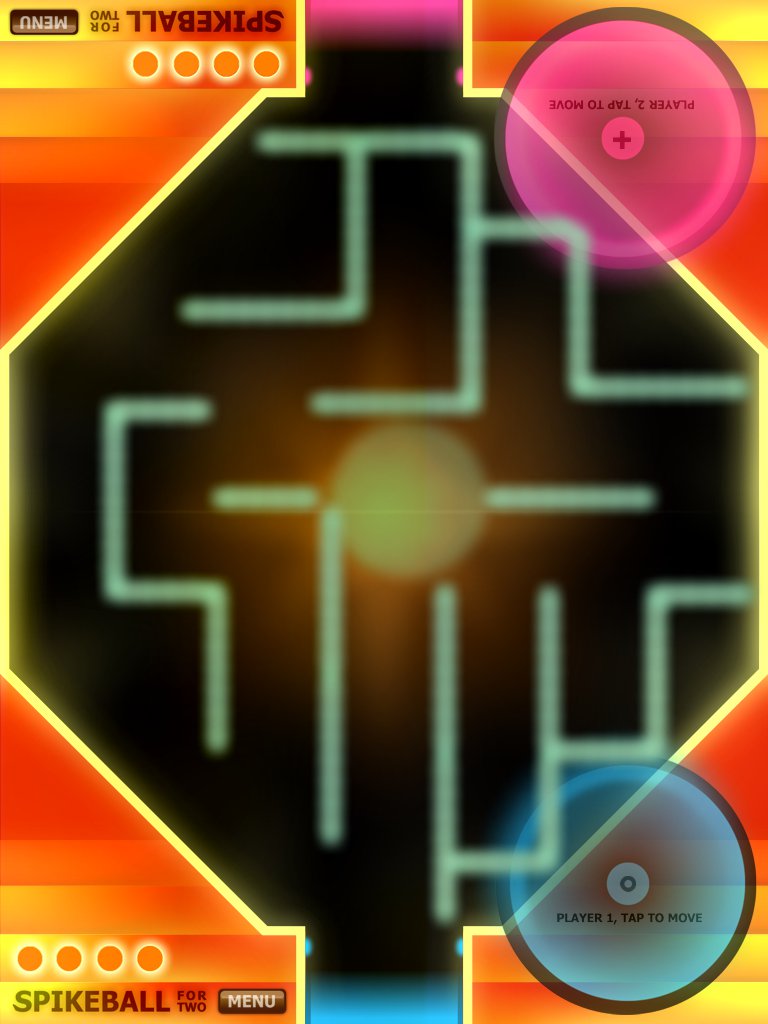 MENU
FOR
TWO
SPIKEBALL
PLAYER 2, TAP TO MOVE
PLAYER 1, TAP TO MOVE
SPIKEBALL FOR TWO MENU